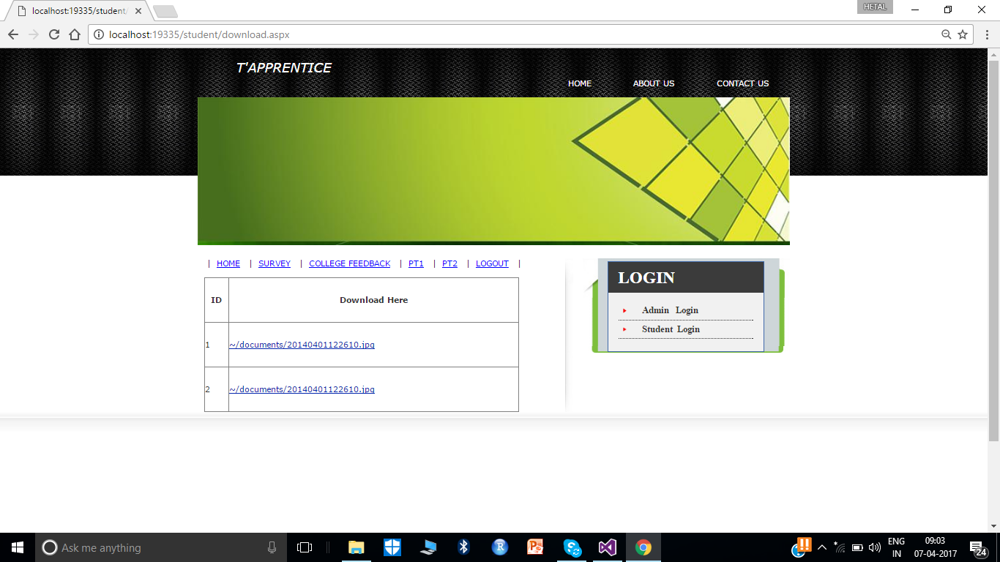 localhost:19335/student/
HETAL
localhost:19335/student/download.aspx
T'APPRENTICE
HOME ABOUT US CONTACT US
| HOME | SURVEY | COLLEGE FEEDBACK | PT1 | PT2 | LOGOUT |
ID Download Here
1 ~/documents/20140401122610.jpg
2 ~/documents/20140401122610.jpg
LOGIN
Admin Login
Student Login
Ask me anything
ENG
IN
09:03
07-04-2017
24